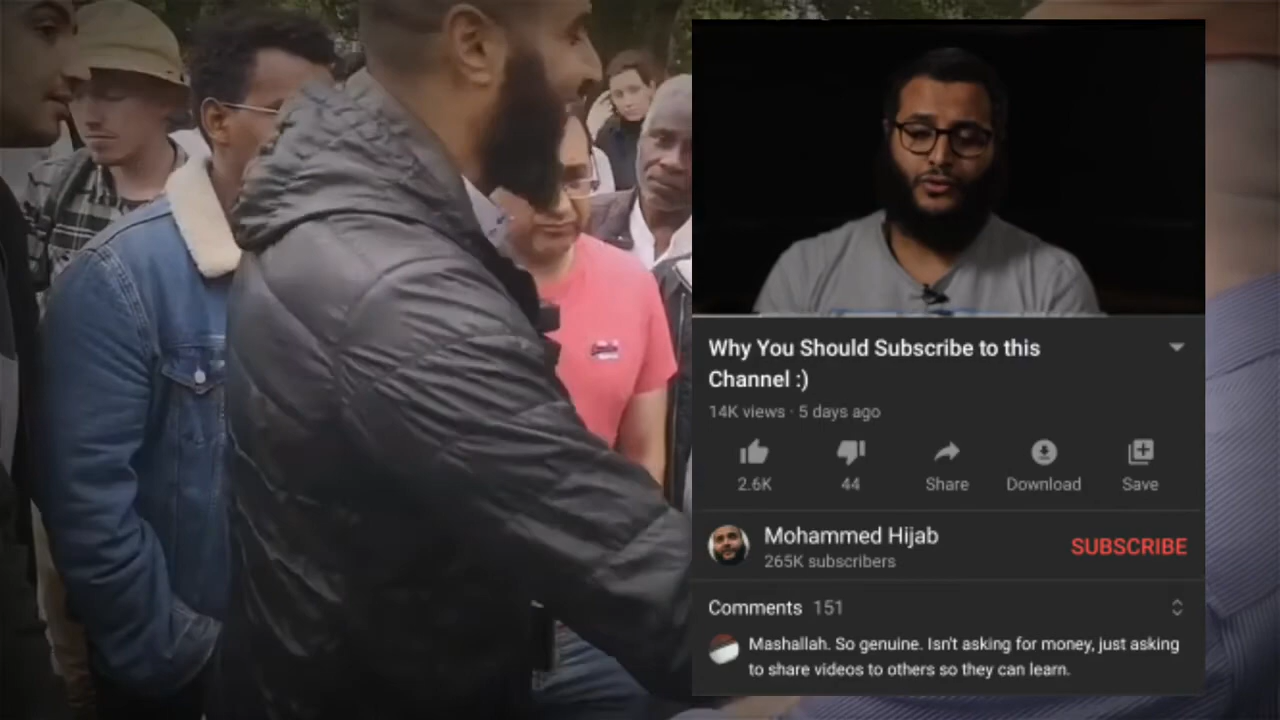 Why You Should Subscribe to this
Channel :)
14K views · 5 days ago
2.6K
44
Share
Download
Save
Mohammed Hijab
265K subscribers
SUBSCRIBE
Comments 151
Mashallah. So genuine. Isn't asking for money, just asking
to share videos to others so they can learn.